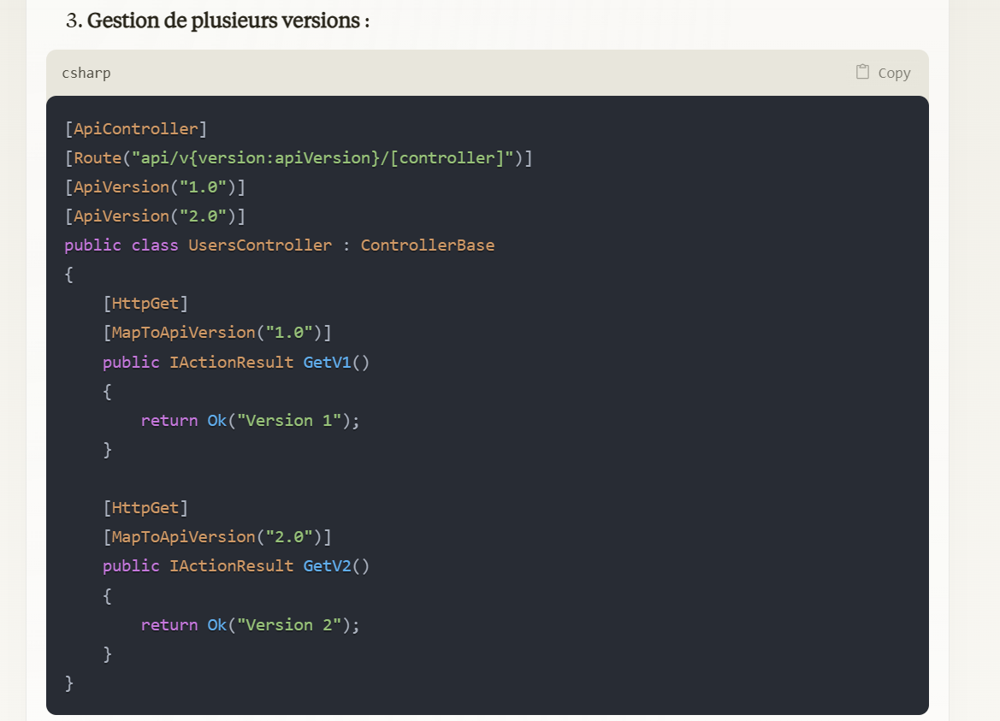 3. Gestion de plusieurs versions :
csharp
Copy
[ApiController]
[Route("api/v{version:apiVersion}/[controller]")]
[ApiVersion("1.0")]
[ApiVersion("2.0")]
public class UsersController : ControllerBase
{
    [HttpGet]
    [MapToApiVersion("1.0")]
    public IActionResult GetV1()
    {
        return Ok("Version 1");
    }

    [HttpGet]
    [MapToApiVersion("2.0")]
    public IActionResult GetV2()
    {
        return Ok("Version 2");
    }
}